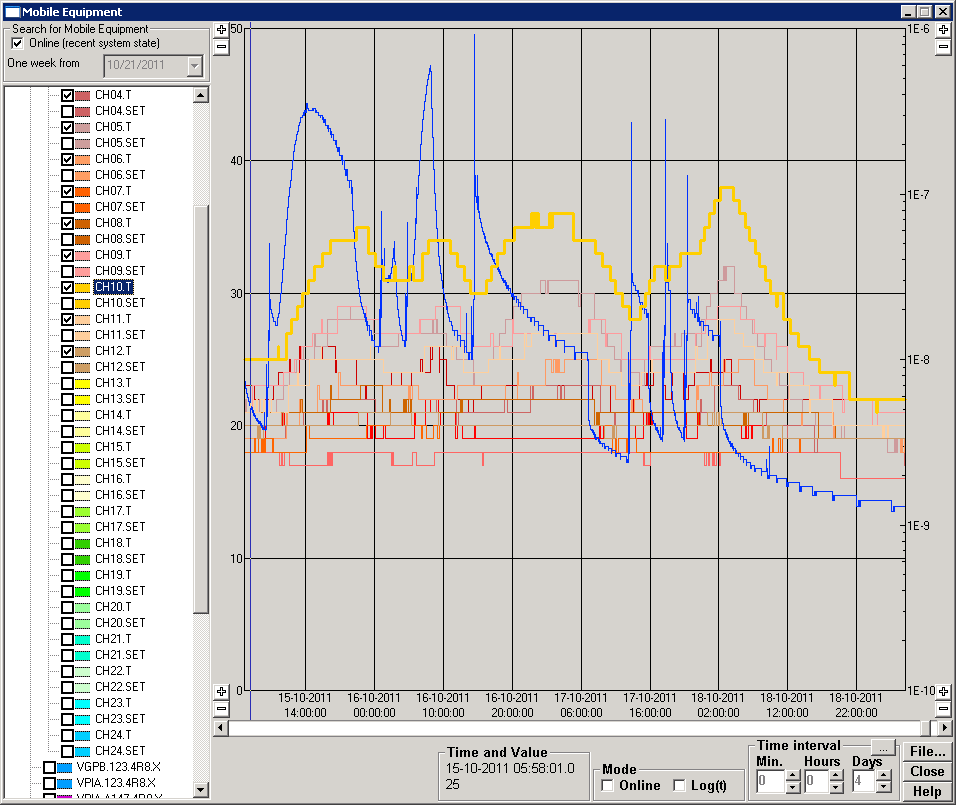 Mobile Equipment
Search for Mobile Equipment
Online (recent system state)
One week from 10/21/2011
CH04.T
CH04.SET
CH05.T
CH05.SET
CH06.T
CH06.SET
CH07.T
CH07.SET
CH08.T
CH08.SET
CH09.T
CH09.SET
CH10.T
CH10.SET
CH11.T
CH11.SET
CH12.T
CH12.SET
CH13.T
CH13.SET
CH14.T
CH14.SET
CH15.T
CH15.SET
CH16.T
CH16.SET
CH17.T
CH17.SET
CH18.T
CH18.SET
CH19.T
CH19.SET
CH20.T
CH20.SET
CH21.T
CH21.SET
CH22.T
CH22.SET
CH23.T
CH23.SET
CH24.T
CH24.SET
VGPB.123.4R8.X
VPIA.123.4R8.X
VPIA.A147.4R8.X
50
40
30
20
10
0
1E-6
1E-7
1E-8
1E-9
1E-10
15-10-2011 16-10-2011 16-10-2011 16-10-2011 17-10-2011 17-10-2011 18-10-2011 18-10-2011 18-10-2011
14:00:00 00:00:00 10:00:00 20:00:00 06:00:00 16:00:00 02:00:00 12:00:00 22:00:00
Time and Value
15-10-2011 05:58:01.0
25
Mode
Online Log(t)
Time interval ...
Min. Hours Days
0 0 4
File...
Close
Help